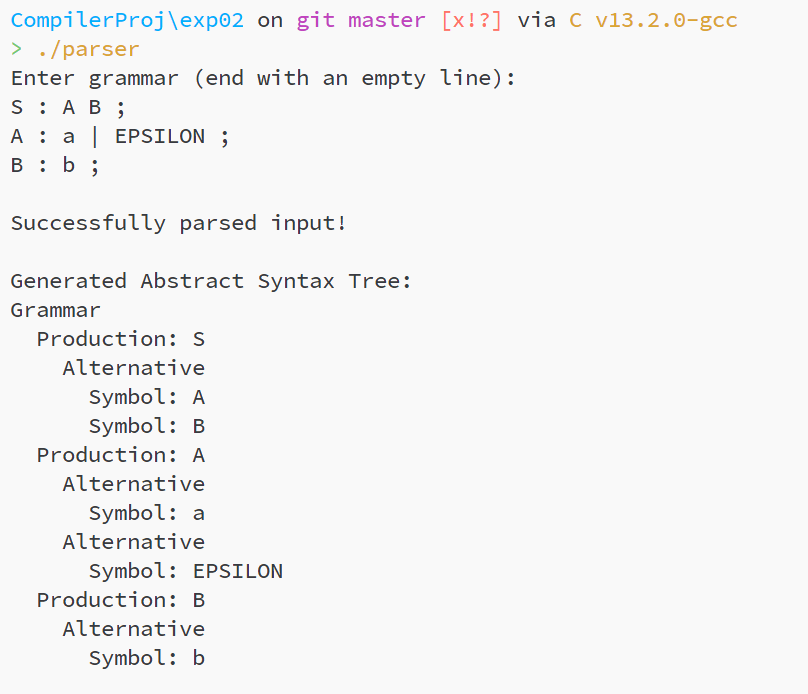 CompilerProj\exp02 on git master [x!?] via C v13.2.0-gcc
> ./parser
Enter grammar (end with an empty line):
S : A B ;
A : a | EPSILON ;
B : b ;
Successfully parsed input!
Generated Abstract Syntax Tree:
Grammar
  Production: S
    Alternative
      Symbol: A
      Symbol: B
  Production: A
    Alternative
      Symbol: a
    Alternative
      Symbol: EPSILON
  Production: B
    Alternative
      Symbol: b